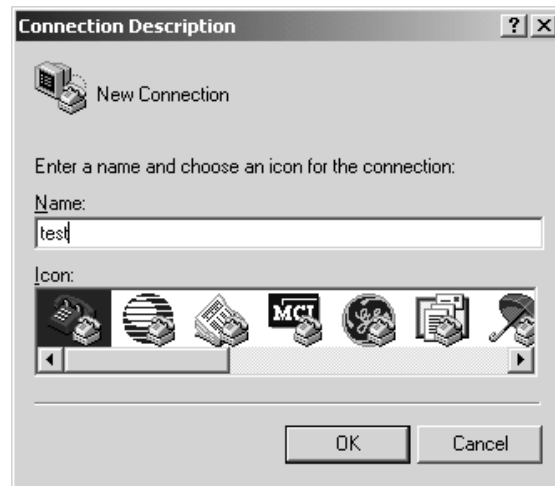 Connection Description
New Connection
Enter a name and choose an icon for the connection:
Name:
test
Icon:
MCI
OK Cancel